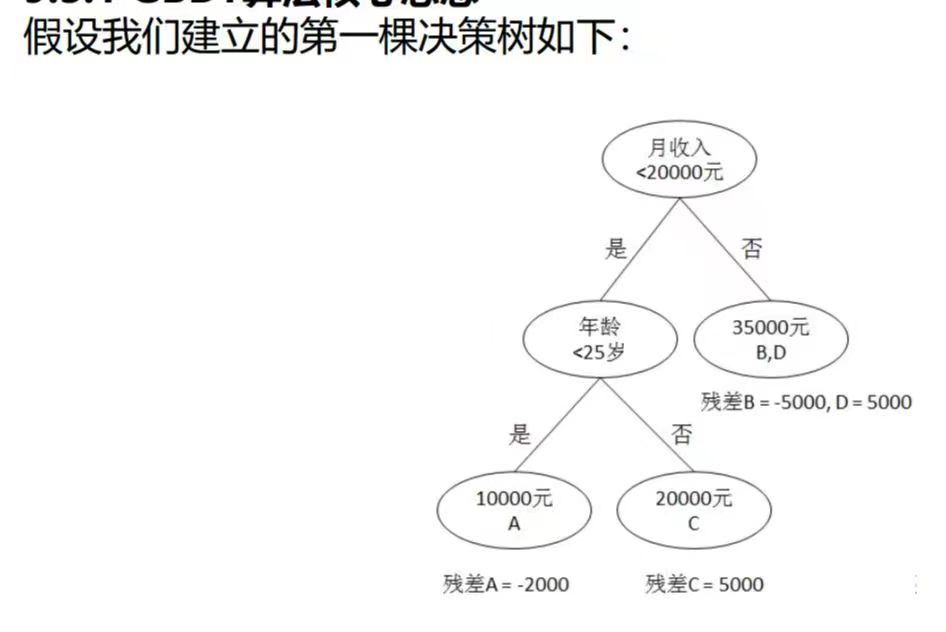 假设我们建立的第一棵决策树如下：
月收入
<20000元
是
否
年龄
<25岁
35000元
B,D
残差B = -5000, D = 5000
是
否
10000元
A
20000元
C
残差A = -2000
残差C = 5000